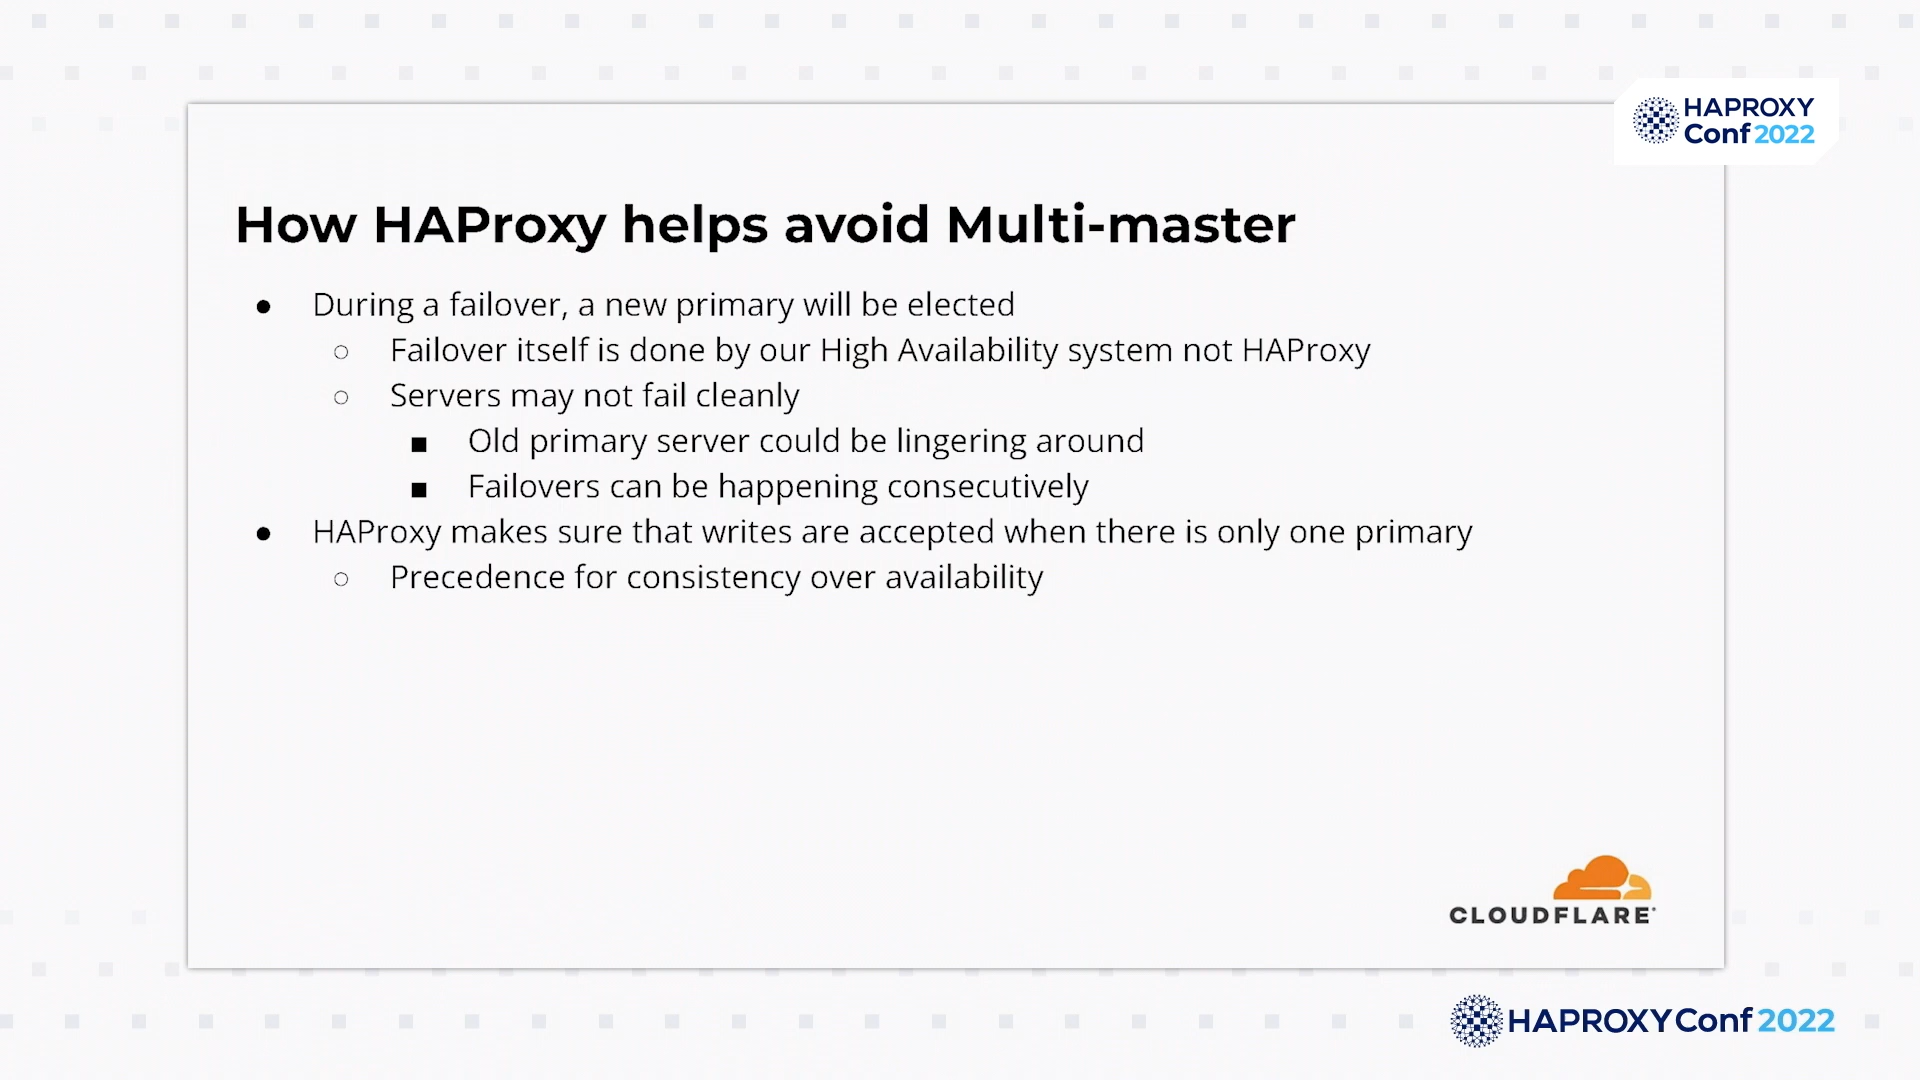 HAPROXY
Conf 2022
How HAProxy helps avoid Multi-master
● During a failover, a new primary will be elected
○ Failover itself is done by our High Availability system not HAProxy
○ Servers may not fail cleanly
■ Old primary server could be lingering around
■ Failovers can be happening consecutively
● HAProxy makes sure that writes are accepted when there is only one primary
○ Precedence for consistency over availability
CLOUDFLARE
HAPROXY Conf 2022